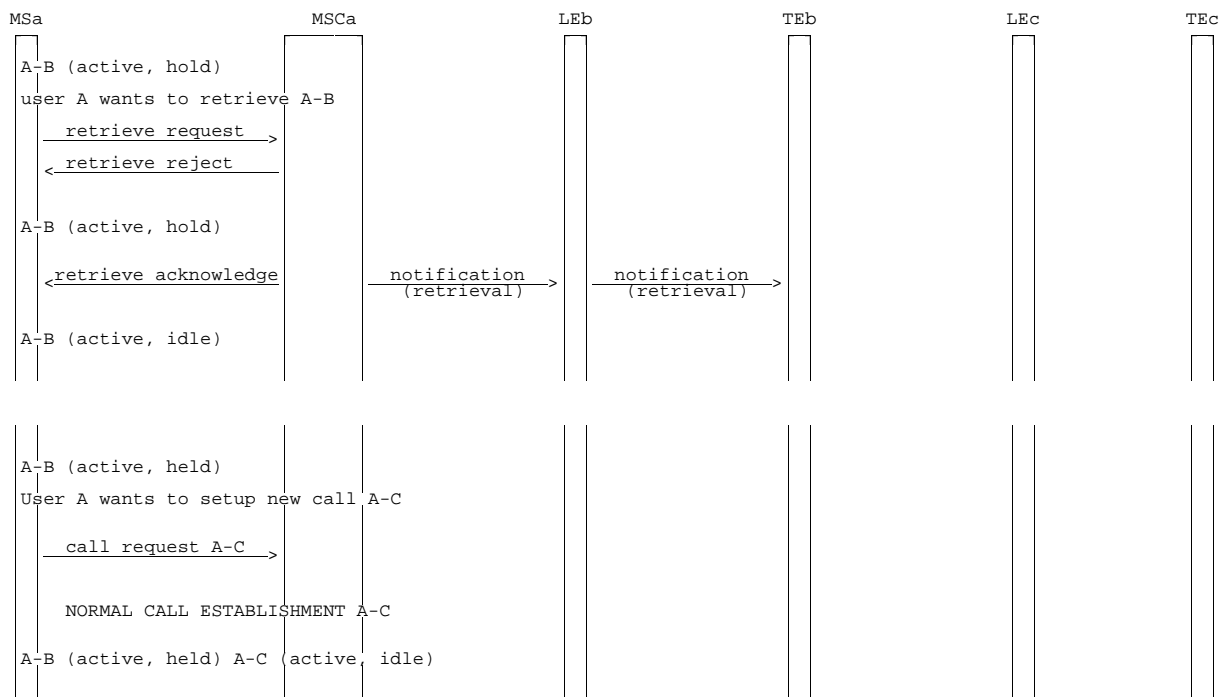 MSa MSCa LEb TEb LEc TEc
A-B (active, hold)
user A wants to retrieve A-B
retrieve request
retrieve reject
A-B (active, hold)
retrieve acknowledge notification notification
(retrieval) (retrieval)
A-B (active, idle)
A-B (active, held)
User A wants to setup new call A-C
call request A-C
NORMAL CALL ESTABLISHMENT A-C
A-B (active, held) A-C (active, idle)